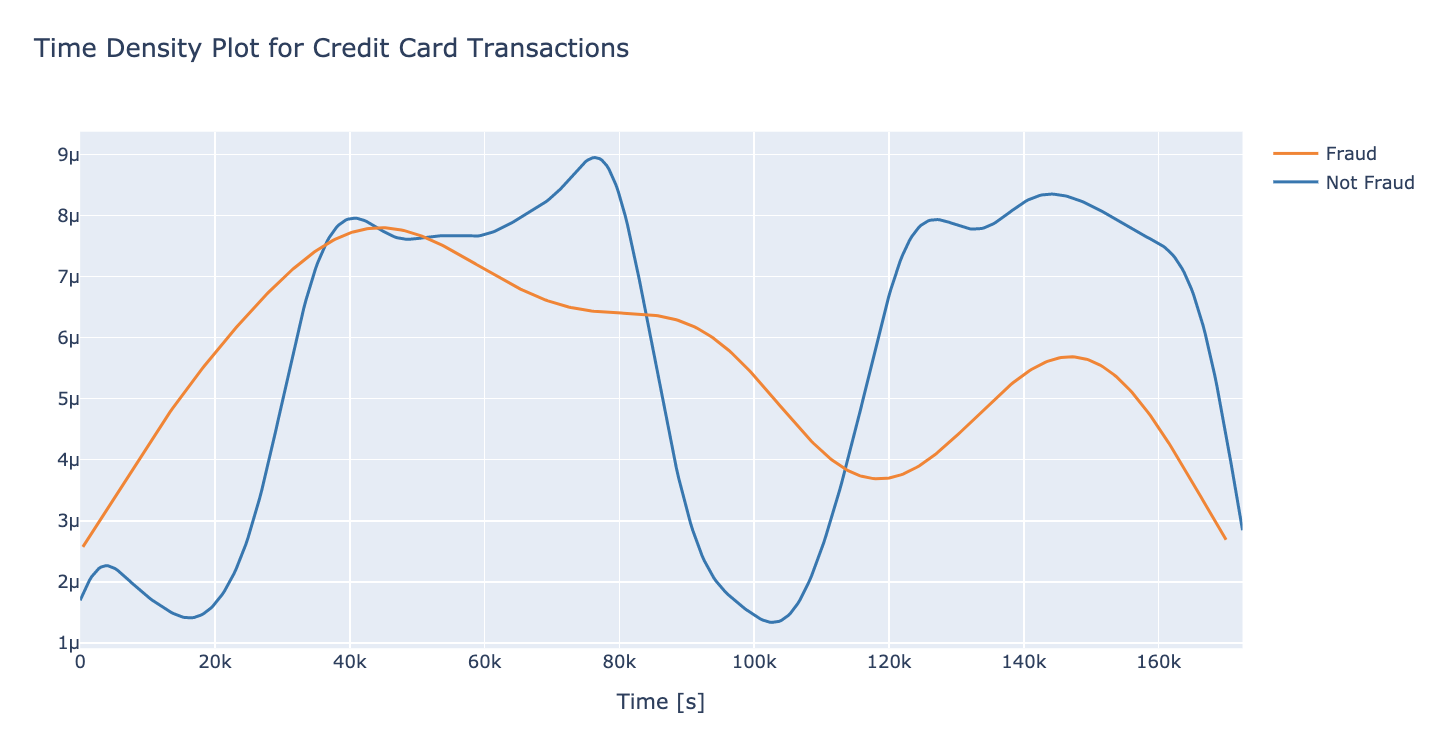 Time Density Plot for Credit Card Transactions
Fraud
Not Fraud
9μ
8μ
7μ
6μ
5μ
4μ
3μ
2μ
1μ
0 20k 40k 60k 80k 100k 120k 140k 160k
Time [s]